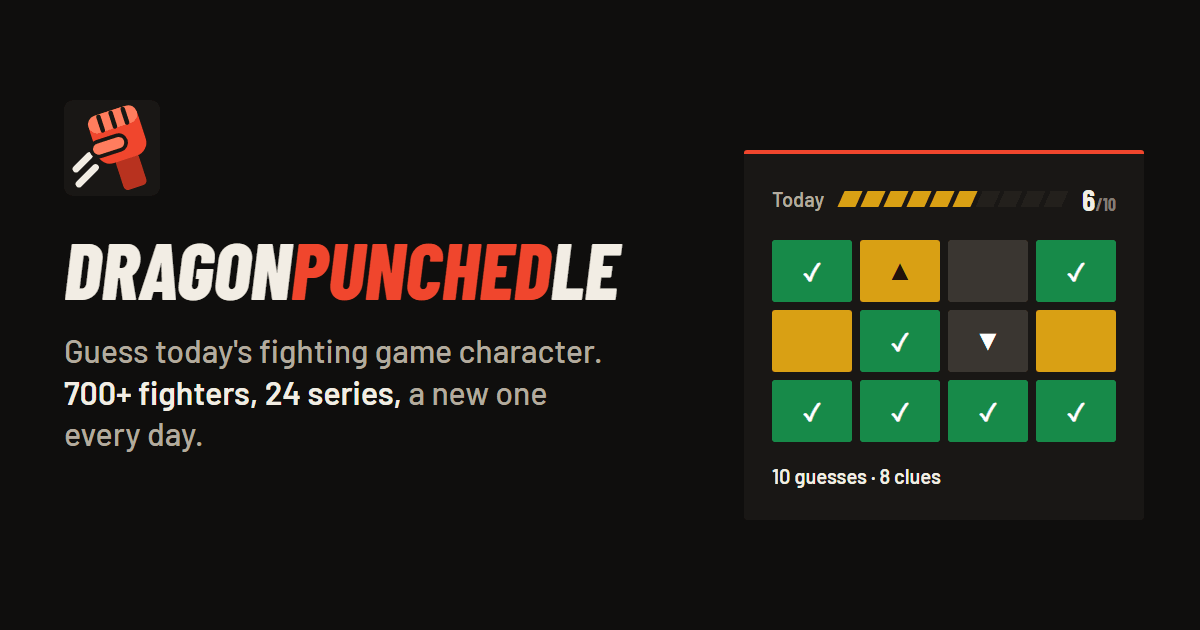 DRAGONPUNCHEDLE
Guess today's fighting game character.
700+ fighters, 24 series, a new one
every day.
Today 6/10
✓ ▲ ✓
✓ ▼
✓ ✓ ✓ ✓
10 guesses · 8 clues